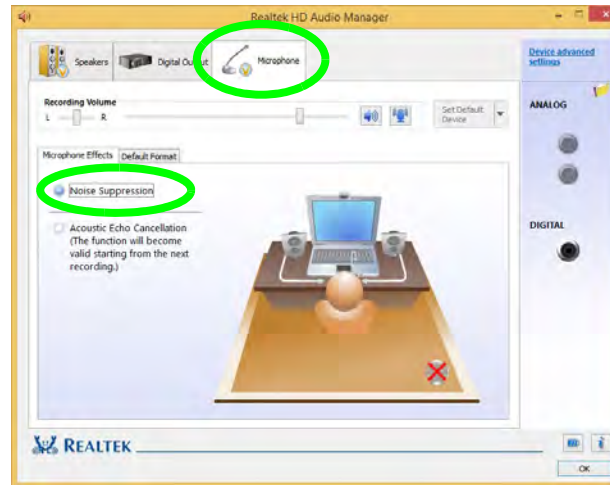 Realtek HD Audio Manager
Speakers
Digital Output
Microphone
Device advanced
settings
Recording Volume
L
R
Set Default
Device
ANALOG
Microphone Effects
Default Format
Noise Suppression
Acoustic Echo Cancellation
(The function will become
valid starting from the next
recording.)
DIGITAL
REALTEK
OK